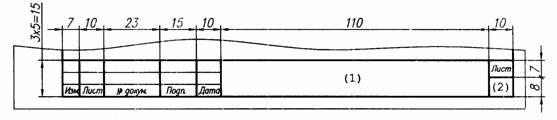 7 10 23 15 10 110 10
3x5=15
(1)
Лист 7
Изм. Лист № докум. Подп. Дата (2) 8